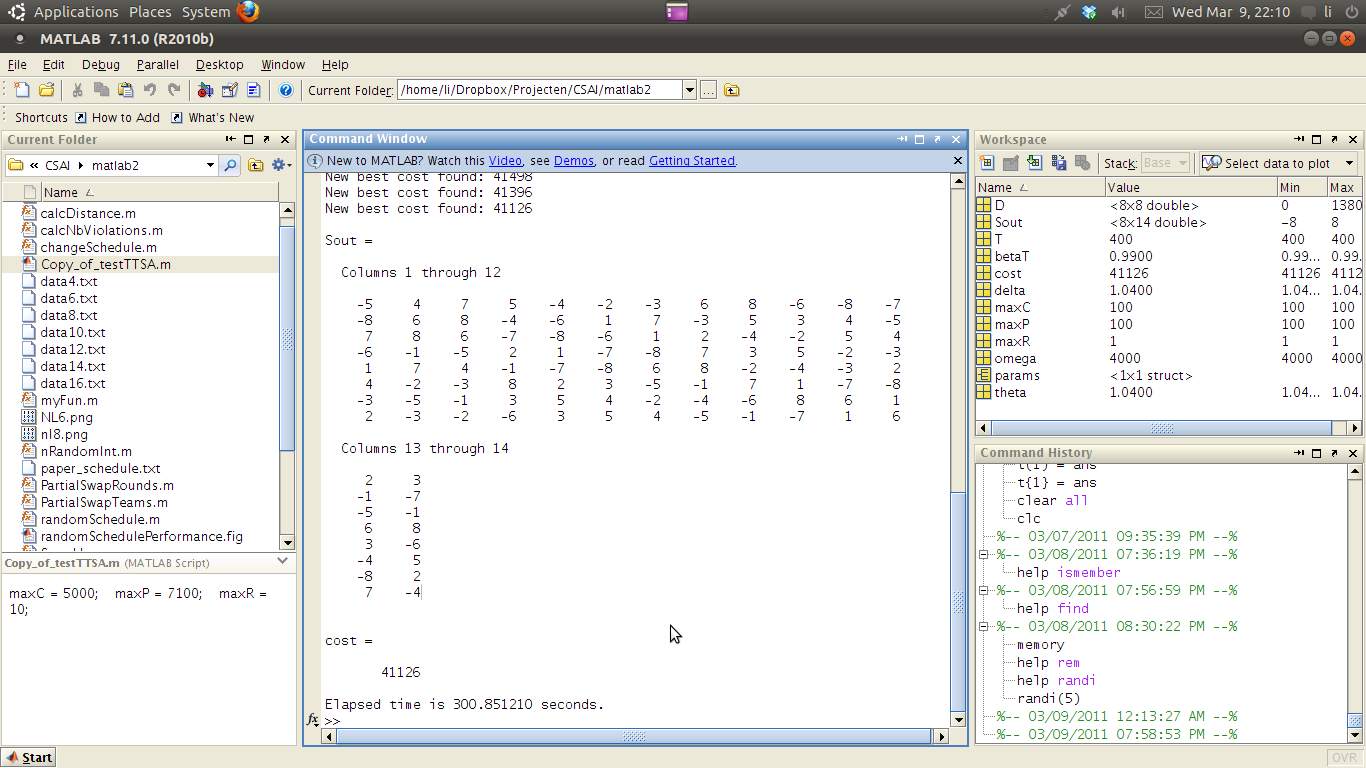 Applications Places System
Wed Mar 9, 22:10 li
MATLAB 7.11.0 (R2010b)
File Edit Debug Parallel Desktop Window Help
Current Folder: /home/li/Dropbox/Projecten/CSAI/matlab2 ...
Shortcuts How to Add What's New
Current Folder
« CSAI matlab2
Name
calcDistance.m
calcNbViolations.m
changeSchedule.m
Copy_of_testTTSA.m
data4.txt
data6.txt
data8.txt
data10.txt
data12.txt
data14.txt
data16.txt
myFun.m
NL6.png
nl8.png
nRandomInt.m
paper_schedule.txt
PartialSwapRounds.m
PartialSwapTeams.m
randomSchedule.m
randomSchedulePerformance.fig
Copy_of_testTTSA.m (MATLAB Script)
maxC = 5000; maxP = 7100; maxR =
10;
Command Window
New to MATLAB? Watch this Video, see Demos, or read Getting Started.
New best cost found: 41498
New best cost found: 41396
New best cost found: 41126
Sout =
Columns 1 through 12
-5 4 7 5 -4 -2 -3 6 8 -6 -8 -7
-8 6 8 -4 -6 1 7 -3 5 3 4 -5
7 8 6 -7 -8 -6 1 2 -4 -2 5 4
-6 -1 -5 2 1 -7 -8 7 3 5 -2 -3
1 7 4 -1 -7 -8 6 8 -2 -4 -3 2
4 -2 -3 8 2 3 -5 -1 7 1 -7 -8
-3 -5 -1 3 5 4 -2 -4 -6 8 6 1
2 -3 -2 -6 3 5 4 -5 -1 -7 1 6
Columns 13 through 14
2 3
-1 -7
-5 -1
6 8
3 -6
-4 5
-8 2
7 -4
cost =
41126
Elapsed time is 300.851210 seconds.
fx >>
Workspace
Stack: Base Select data to plot
Name Value Min Max
D <8x8 double> 0 1380
Sout <8x14 double> -8 8
T 400 400 400
betaT 0.9900 0.99... 0.99.
cost 41126 41126 4112
delta 1.0400 1.04... 1.04.
maxC 100 100 100
maxP 100 100 100
maxR 1 1 1
omega 4000 4000 4000
params <1x1 struct>
theta 1.0400 1.04... 1.04.
Command History
t(1) = ans
t{1} = ans
clear all
clc
%-- 03/07/2011 09:35:39 PM --%
%-- 03/08/2011 07:36:19 PM --%
help ismember
%-- 03/08/2011 07:56:59 PM --%
help find
%-- 03/08/2011 08:30:22 PM --%
memory
help rem
help randi
randi(5)
%-- 03/09/2011 12:13:27 AM --%
%-- 03/09/2011 07:58:53 PM --%
Start
OVR